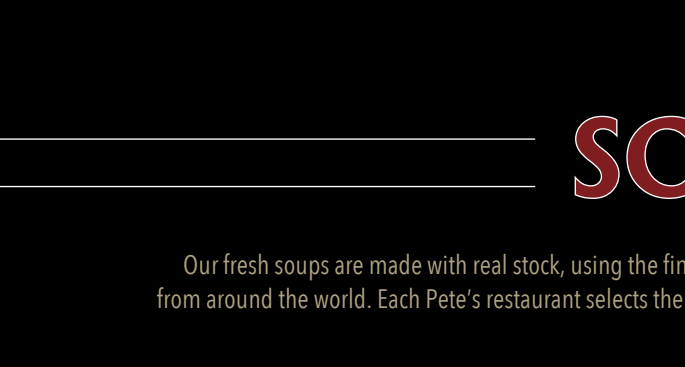 SO
Our fresh soups are made with real stock, using the fin
from around the world. Each Pete’s restaurant selects the